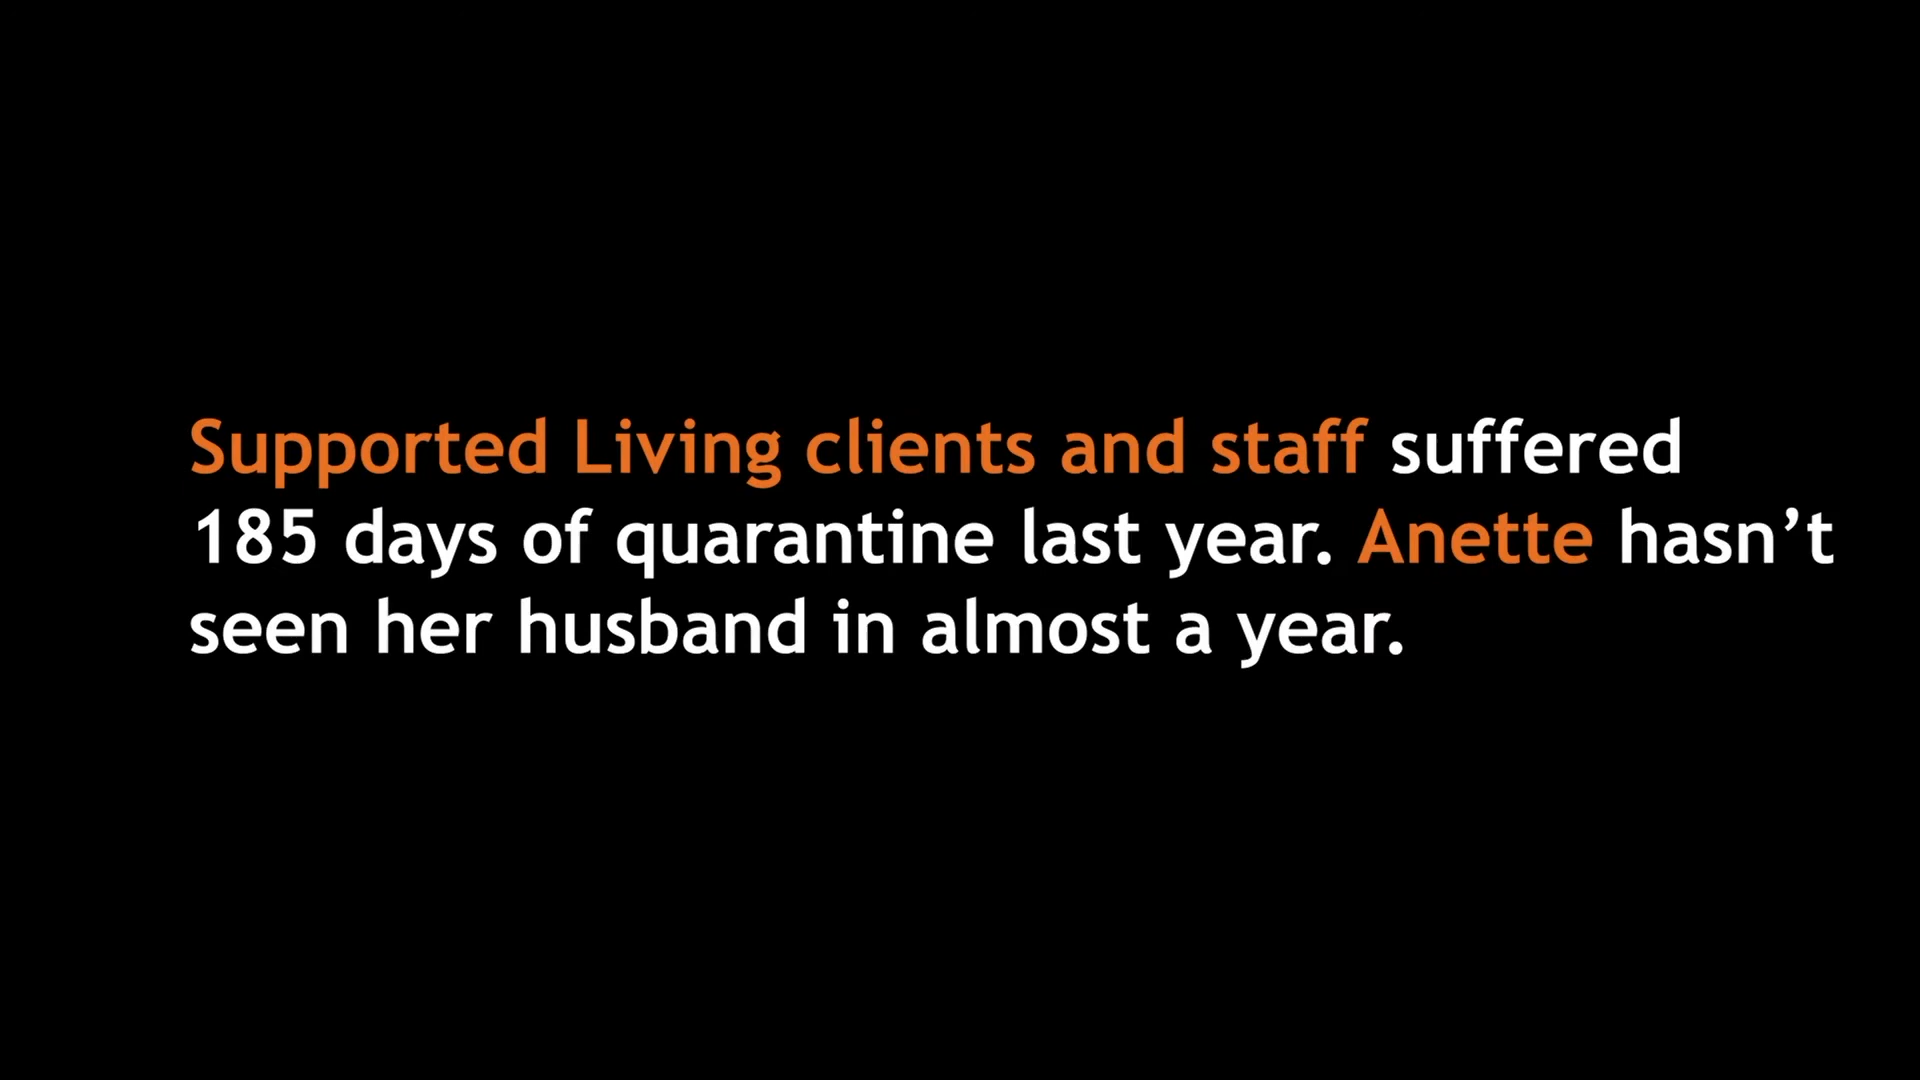 Supported Living clients and staff suffered
185 days of quarantine last year. Anette hasn’t
seen her husband in almost a year.